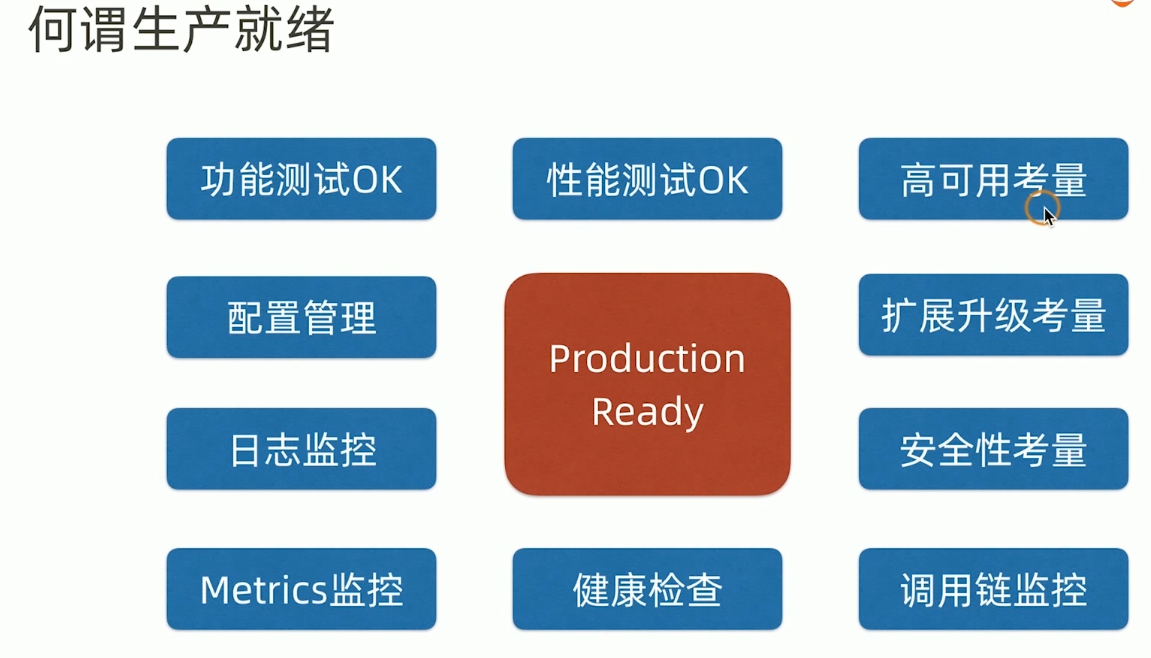 何谓生产就绪
功能测试OK
性能测试OK
高可用考量
配置管理
Production
Ready
扩展升级考量
日志监控
安全性考量
Metrics监控
健康检查
调用链监控